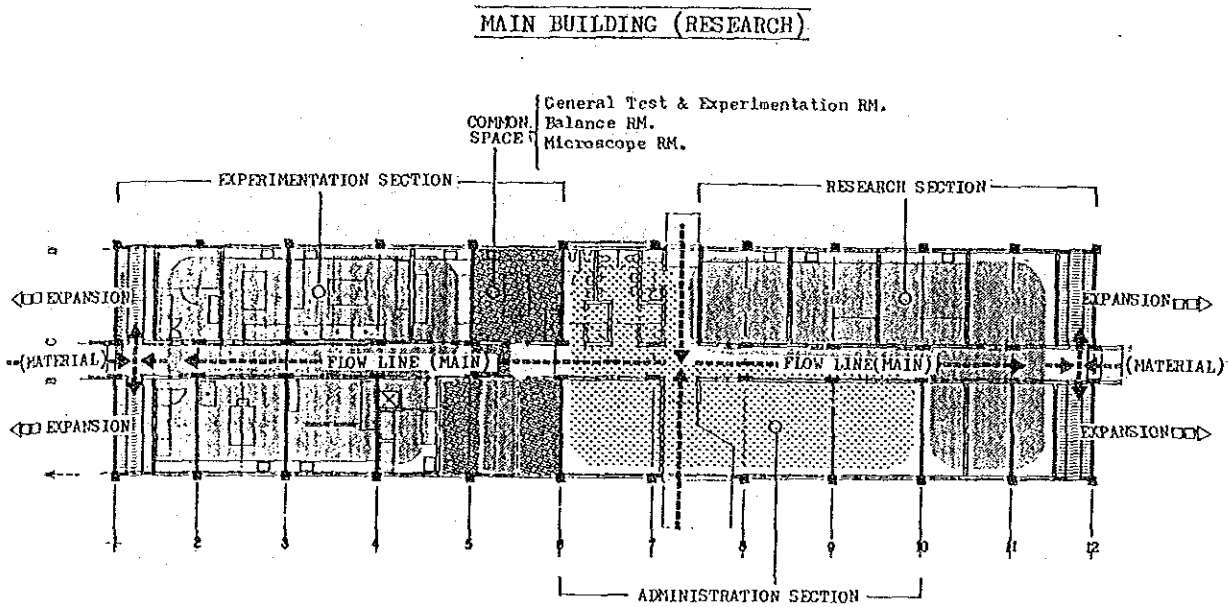 MAIN BUILDING (RESEARCH)
General Test & Experimentation RM.
COMMON Balance RM.
SPACE Microscope RM.
EXPERIMENTATION SECTION
RESEARCH SECTION
D
EXPANSION
EXPANSION
C
(MATERIAL)
FLOW LINE (MAIN)
FLOW LINE(MAIN)
(MATERIAL)
B
EXPANSION
EXPANSION
A
1 2 3 4 5 6 7 8 9 10 11 12
ADMINISTRATION SECTION